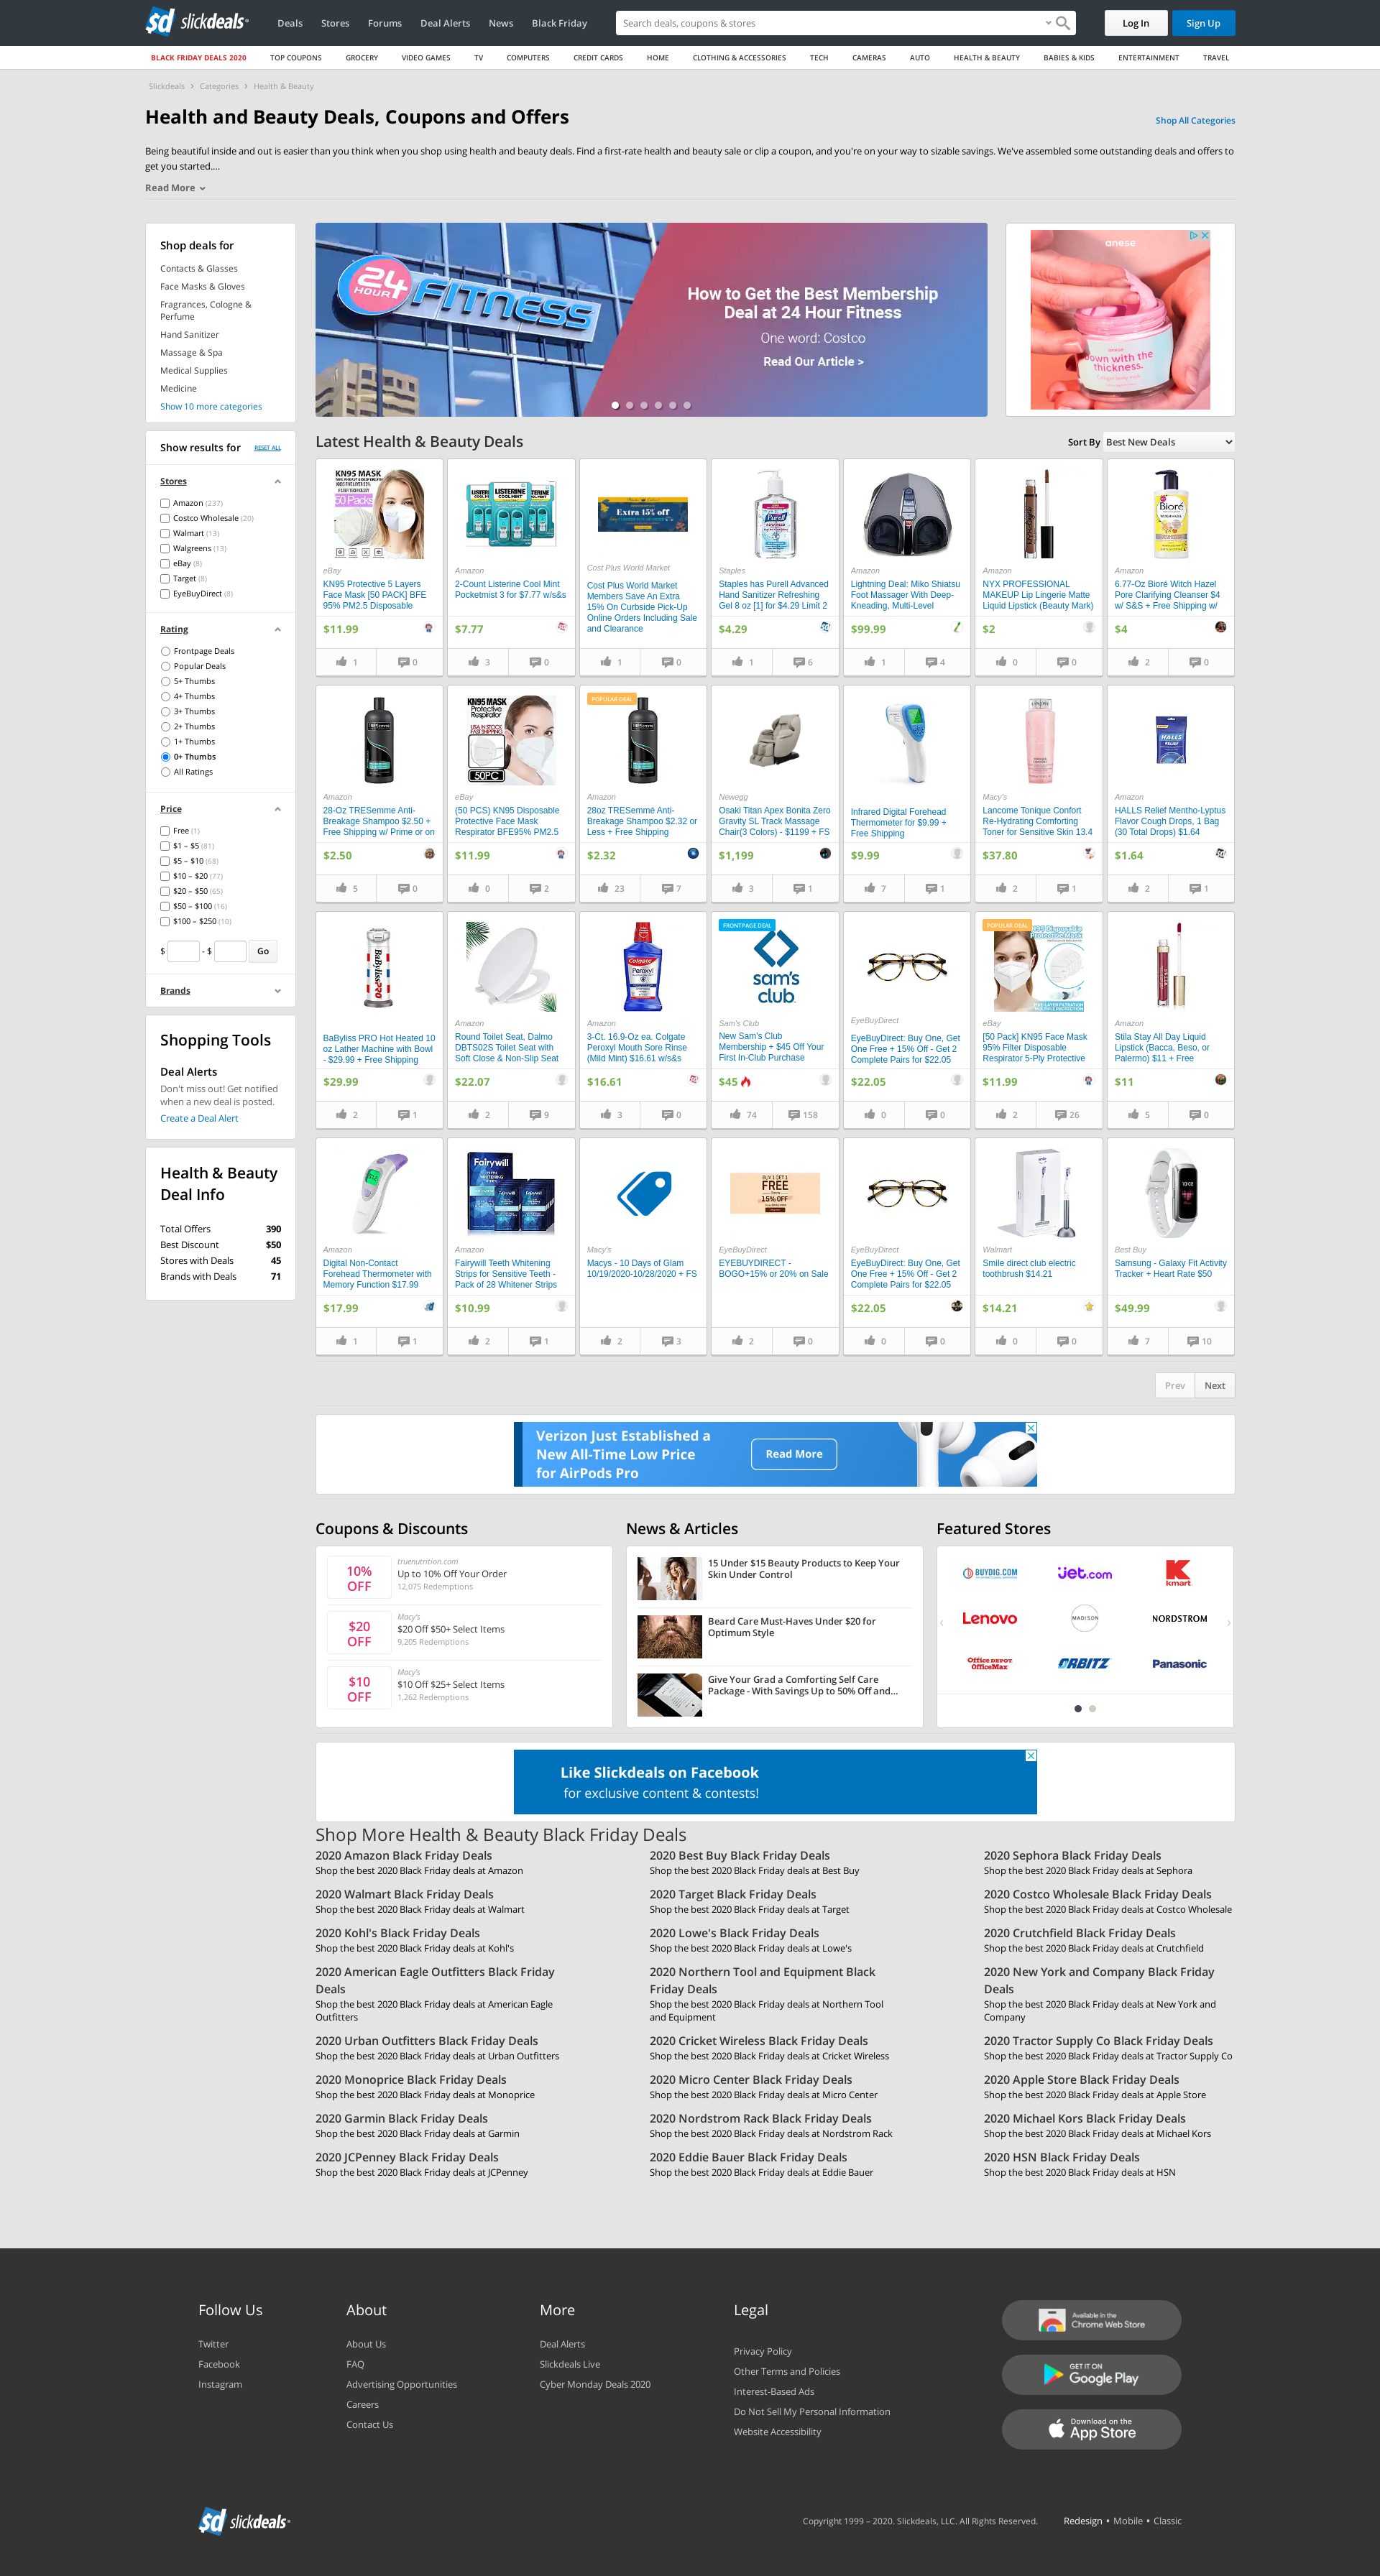 slickdeals
Deals
Stores
Forums
Deal Alerts
News
Black Friday
Search deals, coupons & stores
Log In
Sign Up
BLACK FRIDAY DEALS 2020
TOP COUPONS
GROCERY
VIDEO GAMES
TV
COMPUTERS
CREDIT CARDS
HOME
CLOTHING & ACCESSORIES
TECH
CAMERAS
AUTO
HEALTH & BEAUTY
BABIES & KIDS
ENTERTAINMENT
TRAVEL
Slickdeals > Categories > Health & Beauty
Health and Beauty Deals, Coupons and Offers
Shop All Categories
Being beautiful inside and out is easier than you think when you shop using health and beauty deals. Find a first-rate health and beauty sale or clip a coupon, and you're on your way to sizable savings. We've assembled some outstanding deals and offers to
get you started....
Read More
Shop deals for
Contacts & Glasses
Face Masks & Gloves
Fragrances, Cologne &
Perfume
Hand Sanitizer
Massage & Spa
Medical Supplies
Medicine
Show 10 more categories
Show results for
RESET ALL
Stores
Amazon (237)
Costco Wholesale (20)
Walmart (13)
Walgreens (13)
eBay (8)
Target (8)
EyeBuyDirect (8)
Rating
Frontpage Deals
Popular Deals
5+ Thumbs
4+ Thumbs
3+ Thumbs
2+ Thumbs
1+ Thumbs
0+ Thumbs
All Ratings
Price
Free (1)
$1 – $5 (81)
$5 – $10 (68)
$10 – $20 (77)
$20 – $50 (65)
$50 – $100 (16)
$100 – $250 (10)
$ - $ Go
Brands
Shopping Tools
Deal Alerts
Don't miss out! Get notified
when a new deal is posted.
Create a Deal Alert
Health & Beauty
Deal Info
Total Offers 390
Best Discount $50
Stores with Deals 45
Brands with Deals 71
24
HOUR
FITNESS
How to Get the Best Membership
Deal at 24 Hour Fitness
One word: Costco
Read Our Article >
anese
down with the
thickness.
Latest Health & Beauty Deals
Sort By Best New Deals
KN95 MASK
50 Packs
eBay
KN95 Protective 5 Layers
Face Mask [50 PACK] BFE
95% PM2.5 Disposable
$11.99
1 0
LISTERINE
COOL MINT
Amazon
2-Count Listerine Cool Mint
Pocketmist 3 for $7.77 w/s&s
$7.77
3 0
Extra 15% off
Cost Plus World Market
Cost Plus World Market
Members Save An Extra
15% On Curbside Pick-Up
Online Orders Including Sale
and Clearance
1 0
Purell
Staples
Staples has Purell Advanced
Hand Sanitizer Refreshing
Gel 8 oz [1] for $4.29 Limit 2
$4.29
1 6
Amazon
Lightning Deal: Miko Shiatsu
Foot Massager With Deep-
Kneading, Multi-Level
$99.99
1 4
Amazon
NYX PROFESSIONAL
MAKEUP Lip Lingerie Matte
Liquid Lipstick (Beauty Mark)
$2
0 0
Bioré
Amazon
6.77-Oz Bioré Witch Hazel
Pore Clarifying Cleanser $4
w/ S&S + Free Shipping w/
$4
2 0
Amazon
28-Oz TRESemme Anti-
Breakage Shampoo $2.50 +
Free Shipping w/ Prime or on
$2.50
5 0
KN95 MASK
Protective
Respirator
50PC
eBay
(50 PCS) KN95 Disposable
Protective Face Mask
Respirator BFE95% PM2.5
$11.99
0 2
POPULAR DEAL
Amazon
28oz TRESemmé Anti-
Breakage Shampoo $2.32 or
Less + Free Shipping
$2.32
23 7
Newegg
Osaki Titan Apex Bonita Zero
Gravity SL Track Massage
Chair(3 Colors) - $1199 + FS
$1,199
3 1
Infrared Digital Forehead
Thermometer for $9.99 +
Free Shipping
$9.99
7 1
Macy's
Lancome Tonique Confort
Re-Hydrating Comforting
Toner for Sensitive Skin 13.4
$37.80
2 1
HALLS
RELIEF
Amazon
HALLS Relief Mentho-Lyptus
Flavor Cough Drops, 1 Bag
(30 Total Drops) $1.64
$1.64
2 1
BaByliss PRO
BaByliss PRO Hot Heated 10
oz Lather Machine with Bowl
- $29.99 + Free Shipping
$29.99
2 1
Amazon
Round Toilet Seat, Dalmo
DBTS02S Toilet Seat with
Soft Close & Non-Slip Seat
$22.07
2 9
Colgate
Peroxyl
Amazon
3-Ct. 16.9-Oz ea. Colgate
Peroxyl Mouth Sore Rinse
(Mild Mint) $16.61 w/s&s
$16.61
3 0
FRONTPAGE DEAL
sam's
club
Sam's Club
New Sam's Club
Membership + $45 Off Your
First In-Club Purchase
$45
74 158
EyeBuyDirect
EyeBuyDirect: Buy One, Get
One Free + 15% Off - Get 2
Complete Pairs for $22.05
$22.05
0 0
POPULAR DEAL
KN95 Disposable
Protective Mask
eBay
[50 Pack] KN95 Face Mask
95% Filter Disposable
Respirator 5-Ply Protective
$11.99
2 26
Amazon
Stila Stay All Day Liquid
Lipstick (Bacca, Beso, or
Palermo) $11 + Free
$11
5 0
Amazon
Digital Non-Contact
Forehead Thermometer with
Memory Function $17.99
$17.99
1 1
Fairywill
Amazon
Fairywill Teeth Whitening
Strips for Sensitive Teeth -
Pack of 28 Whitener Strips
$10.99
2 1
Macy's
Macys - 10 Days of Glam
10/19/2020-10/28/2020 + FS
2 3
BUY 1 GET 1
FREE
15% OFF
EyeBuyDirect
EYEBUYDIRECT -
BOGO+15% or 20% on Sale
2 0
EyeBuyDirect
EyeBuyDirect: Buy One, Get
One Free + 15% Off - Get 2
Complete Pairs for $22.05
$22.05
0 0
Walmart
Smile direct club electric
toothbrush $14.21
$14.21
0 0
Best Buy
Samsung - Galaxy Fit Activity
Tracker + Heart Rate $50
$49.99
7 10
Prev Next
Verizon Just Established a
New All-Time Low Price
for AirPods Pro
Read More
Coupons & Discounts
10%
OFF
truenutrition.com
Up to 10% Off Your Order
12,075 Redemptions
$20
OFF
Macy's
$20 Off $50+ Select Items
9,205 Redemptions
$10
OFF
Macy's
$10 Off $25+ Select Items
1,262 Redemptions
News & Articles
15 Under $15 Beauty Products to Keep Your
Skin Under Control
Beard Care Must-Haves Under $20 for
Optimum Style
Give Your Grad a Comforting Self Care
Package - With Savings Up to 50% Off and...
Featured Stores
BUYDIG.COM
jet.com
kmart
Lenovo
MADISON
NORDSTROM
Office DEPOT
OfficeMax
ORBITZ
Panasonic
Like Slickdeals on Facebook
for exclusive content & contests!
Shop More Health & Beauty Black Friday Deals
2020 Amazon Black Friday Deals
Shop the best 2020 Black Friday deals at Amazon
2020 Best Buy Black Friday Deals
Shop the best 2020 Black Friday deals at Best Buy
2020 Sephora Black Friday Deals
Shop the best 2020 Black Friday deals at Sephora
2020 Walmart Black Friday Deals
Shop the best 2020 Black Friday deals at Walmart
2020 Target Black Friday Deals
Shop the best 2020 Black Friday deals at Target
2020 Costco Wholesale Black Friday Deals
Shop the best 2020 Black Friday deals at Costco Wholesale
2020 Kohl's Black Friday Deals
Shop the best 2020 Black Friday deals at Kohl's
2020 Lowe's Black Friday Deals
Shop the best 2020 Black Friday deals at Lowe's
2020 Crutchfield Black Friday Deals
Shop the best 2020 Black Friday deals at Crutchfield
2020 American Eagle Outfitters Black Friday
Deals
Shop the best 2020 Black Friday deals at American Eagle
Outfitters
2020 Northern Tool and Equipment Black
Friday Deals
Shop the best 2020 Black Friday deals at Northern Tool
and Equipment
2020 New York and Company Black Friday
Deals
Shop the best 2020 Black Friday deals at New York and
Company
2020 Urban Outfitters Black Friday Deals
Shop the best 2020 Black Friday deals at Urban Outfitters
2020 Cricket Wireless Black Friday Deals
Shop the best 2020 Black Friday deals at Cricket Wireless
2020 Tractor Supply Co Black Friday Deals
Shop the best 2020 Black Friday deals at Tractor Supply Co
2020 Monoprice Black Friday Deals
Shop the best 2020 Black Friday deals at Monoprice
2020 Micro Center Black Friday Deals
Shop the best 2020 Black Friday deals at Micro Center
2020 Apple Store Black Friday Deals
Shop the best 2020 Black Friday deals at Apple Store
2020 Garmin Black Friday Deals
Shop the best 2020 Black Friday deals at Garmin
2020 Nordstrom Rack Black Friday Deals
Shop the best 2020 Black Friday deals at Nordstrom Rack
2020 Michael Kors Black Friday Deals
Shop the best 2020 Black Friday deals at Michael Kors
2020 JCPenney Black Friday Deals
Shop the best 2020 Black Friday deals at JCPenney
2020 Eddie Bauer Black Friday Deals
Shop the best 2020 Black Friday deals at Eddie Bauer
2020 HSN Black Friday Deals
Shop the best 2020 Black Friday deals at HSN
Follow Us
Twitter
Facebook
Instagram
About
About Us
FAQ
Advertising Opportunities
Careers
Contact Us
More
Deal Alerts
Slickdeals Live
Cyber Monday Deals 2020
Legal
Privacy Policy
Other Terms and Policies
Interest-Based Ads
Do Not Sell My Personal Information
Website Accessibility
Available in the
Chrome Web Store
GET IT ON
Google Play
Download on the
App Store
slickdeals
Copyright 1999 – 2020. Slickdeals, LLC. All Rights Reserved.
Redesign • Mobile • Classic